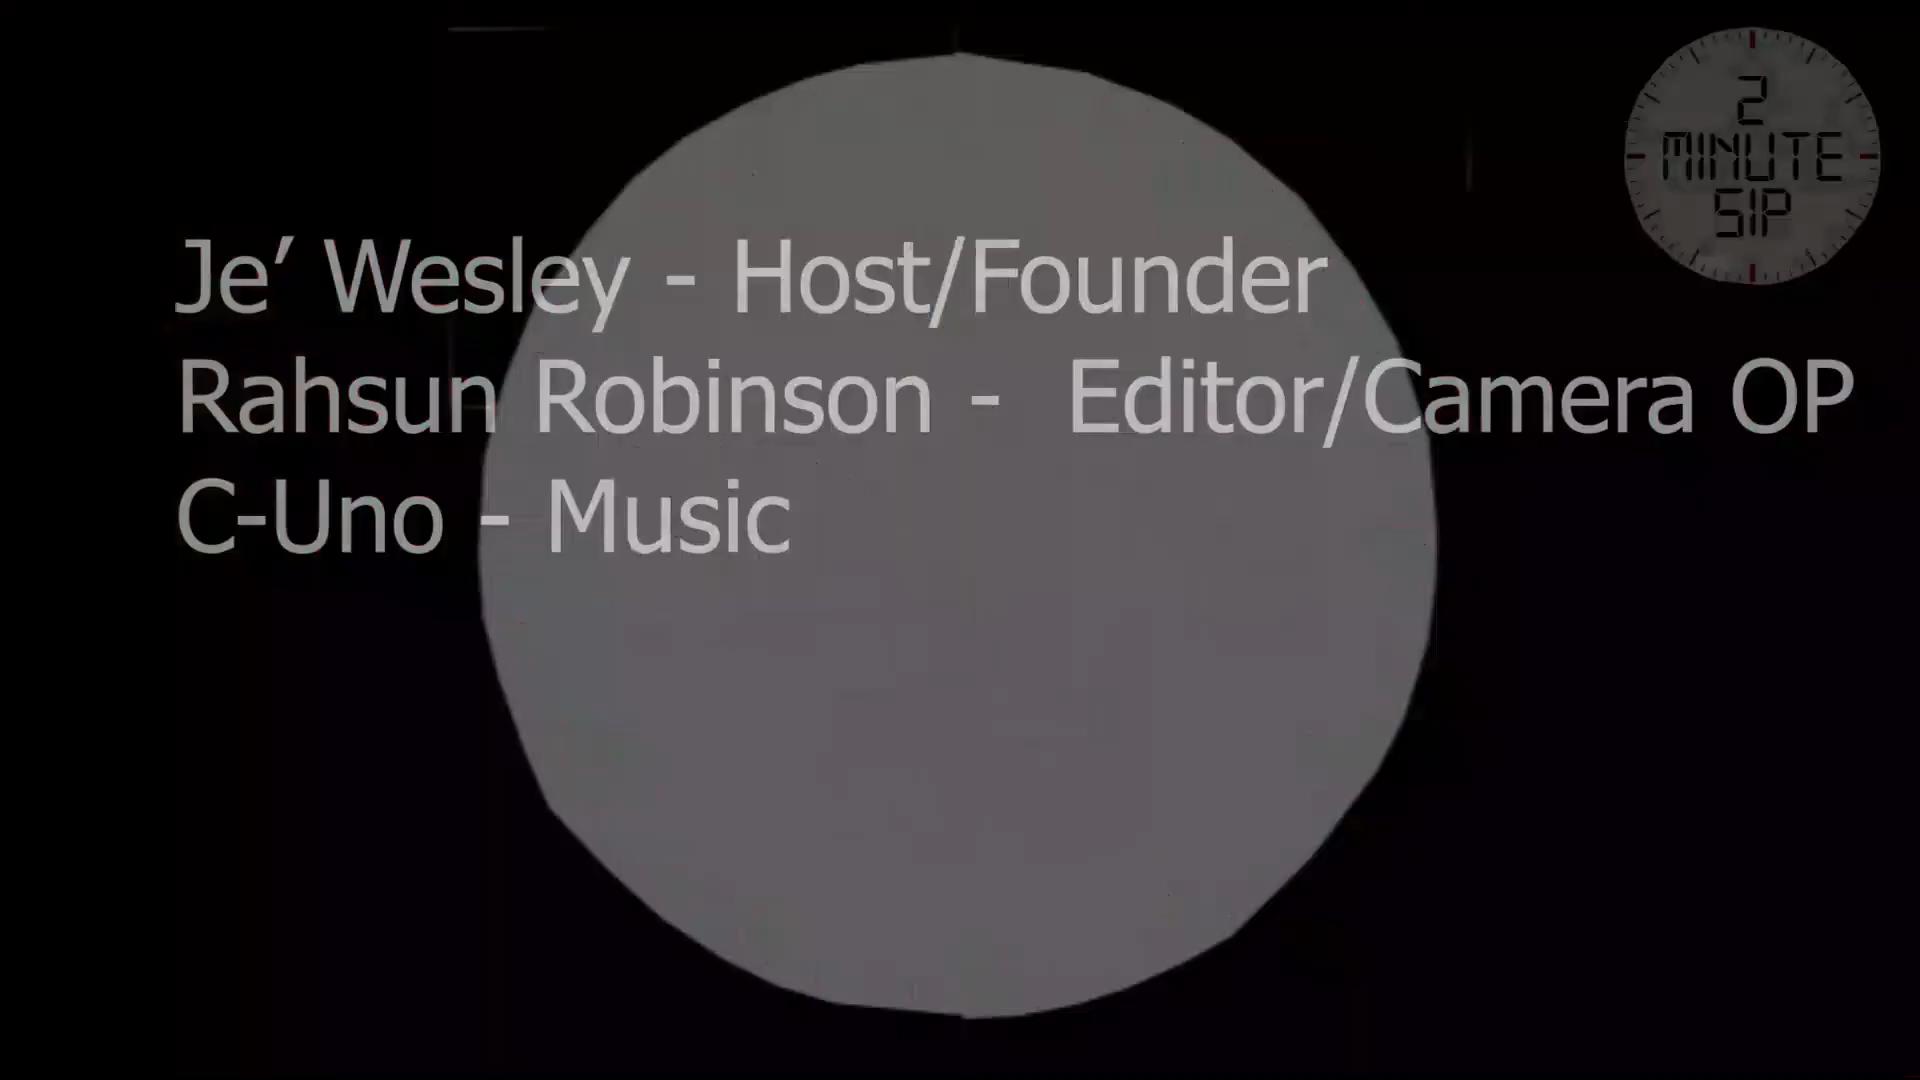 2
MINUTE
SIP
Je’ Wesley - Host/Founder
Rahsun Robinson -  Editor/Camera OP
C-Uno - Music